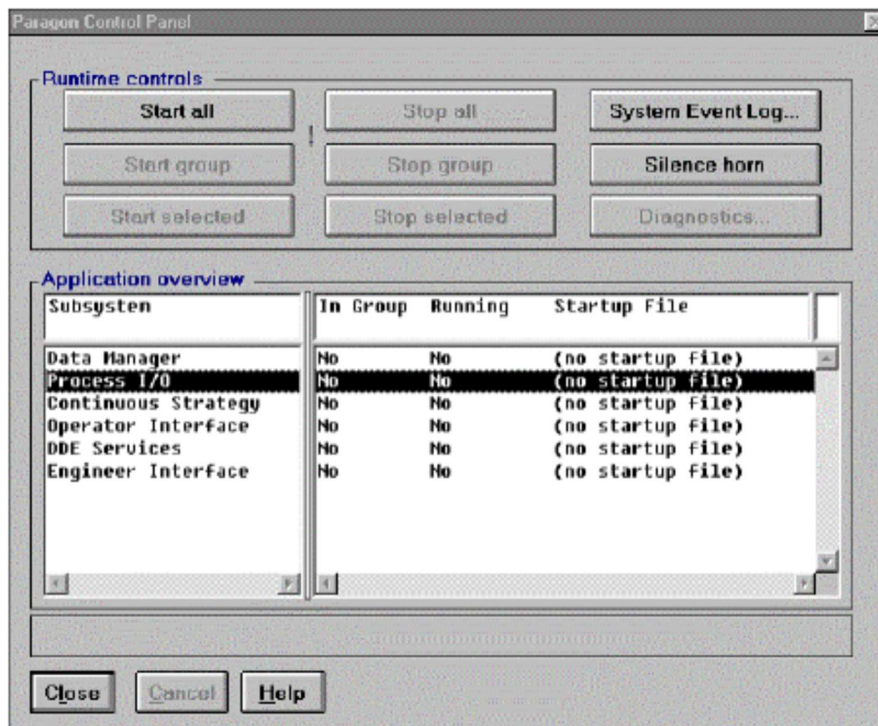 Paragon Control Panel
Runtime controls
Start all
Stop all
System Event Log...
Start group
Stop group
Silence horn
Start selected
Stop selected
Diagnostics...
Application overview
Subsystem In Group Running Startup File
Data Manager No No (no startup file)
Process I/O No No (no startup file)
Continuous Strategy No No (no startup file)
Operator Interface No No (no startup file)
DDE Services No No (no startup file)
Engineer Interface No No (no startup file)
Close
Cancel
Help